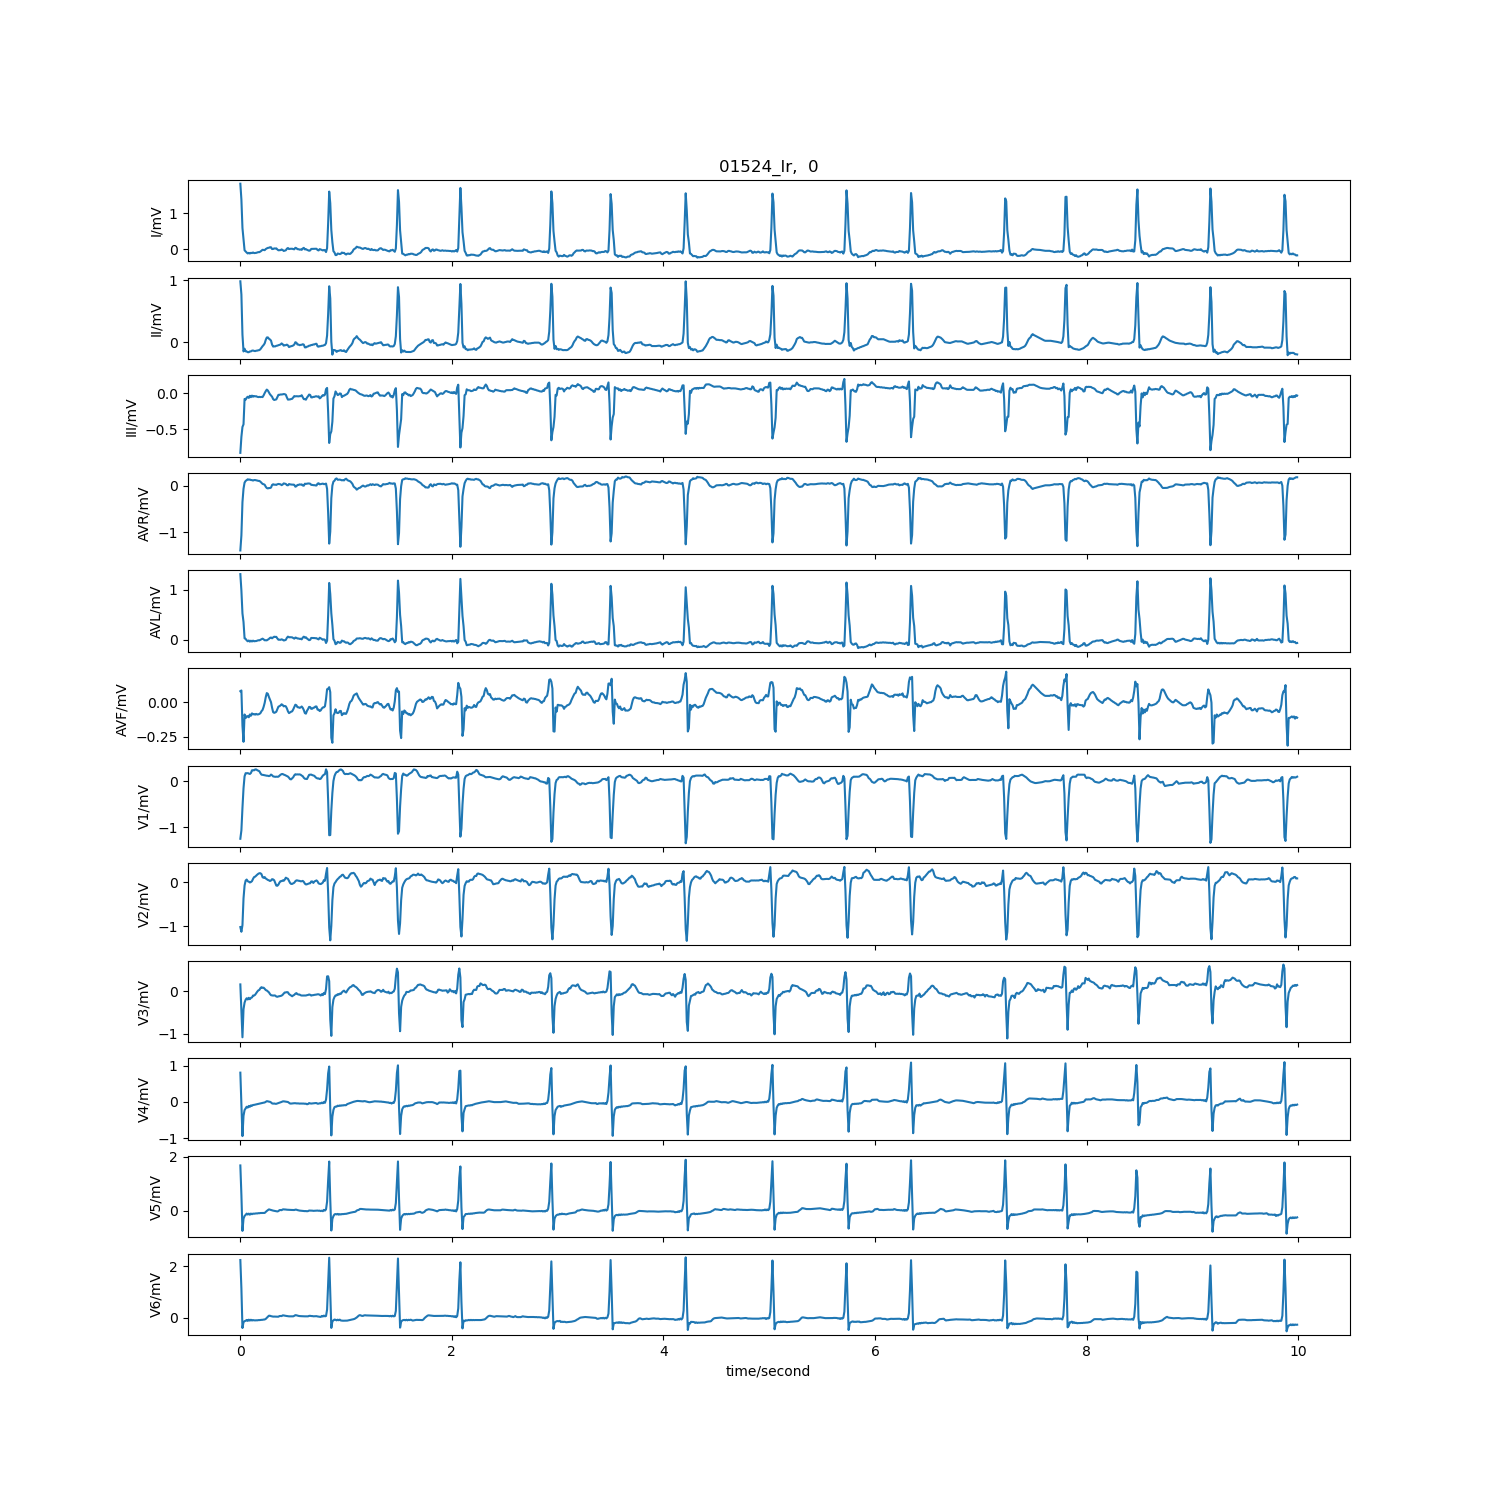 01524_lr,  0
I/mV
1
0
II/mV
1
0
III/mV
0.0
−0.5
AVR/mV
0
−1
AVL/mV
1
0
AVF/mV
0.00
−0.25
V1/mV
0
−1
V2/mV
0
−1
V3/mV
0
−1
V4/mV
1
0
−1
V5/mV
2
0
V6/mV
2
0
0 2 4 6 8 10
time/second